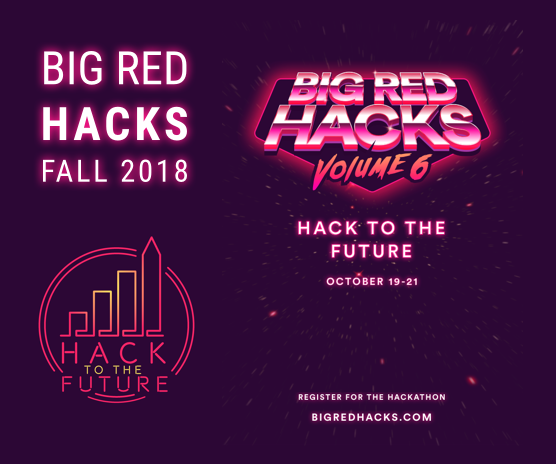 BIG RED
HACKS
FALL 2018
HACK
TO THE
FUTURE
BIG RED
HACKS
VOLUME 6
HACK TO THE
FUTURE
OCTOBER 19-21
REGISTER FOR THE HACKATHON
BIGREDHACKS.COM